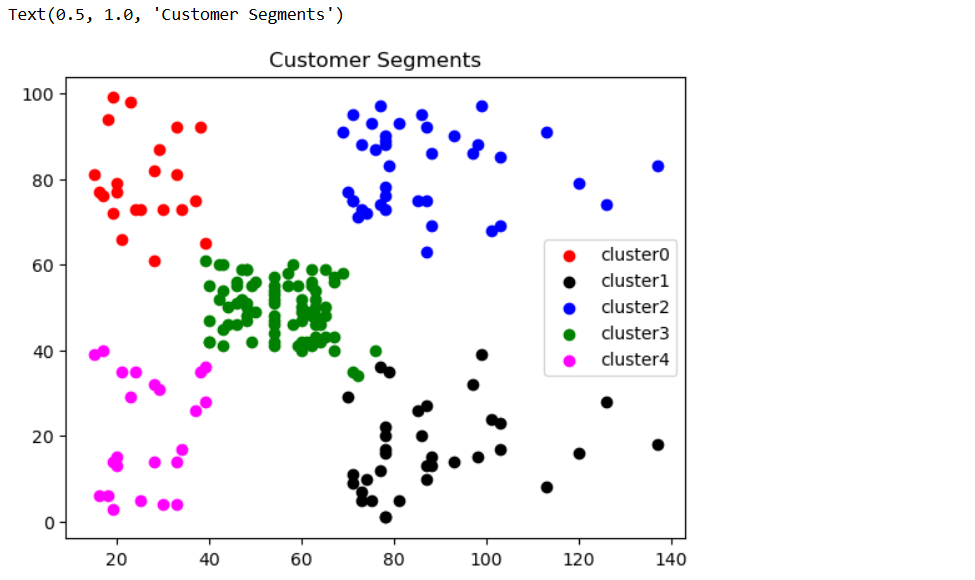 Text(0.5, 1.0, 'Customer Segments')
Customer Segments
100
80
60
40
20
0
cluster0
cluster1
cluster2
cluster3
cluster4
20 40 60 80 100 120 140